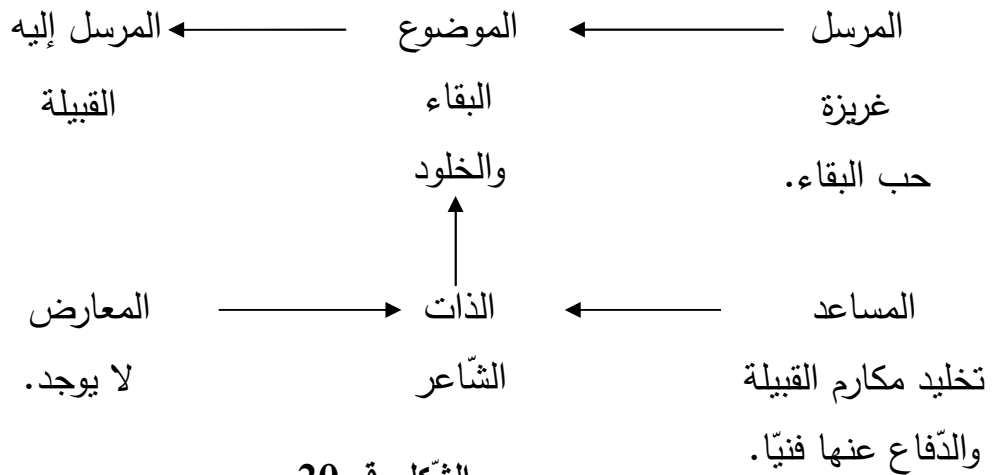 المرسل الموضوع المرسل إليه
غريزة البقاء القبيلة
حب البقاء. والخلود
المساعد الذات المعارض
تخليد مكارم القبيلة الشّاعر لا يوجد.
والدّفاع عنها فنيّا.
20